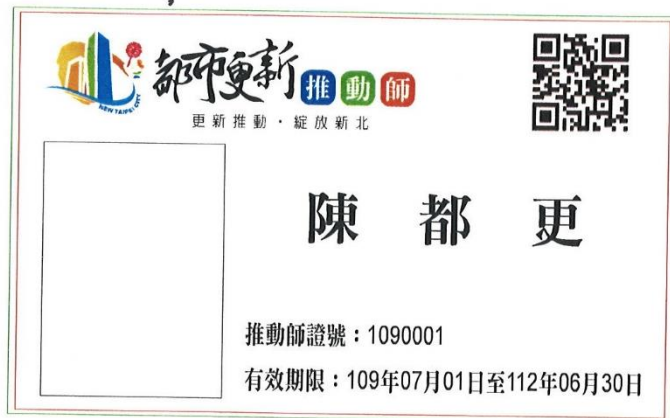 都市更新推動師
NEW TAIPEI CITY
更新推動・綻放新北
陳都更
推動師證號：1090001
有效期限：109年07月01日至112年06月30日